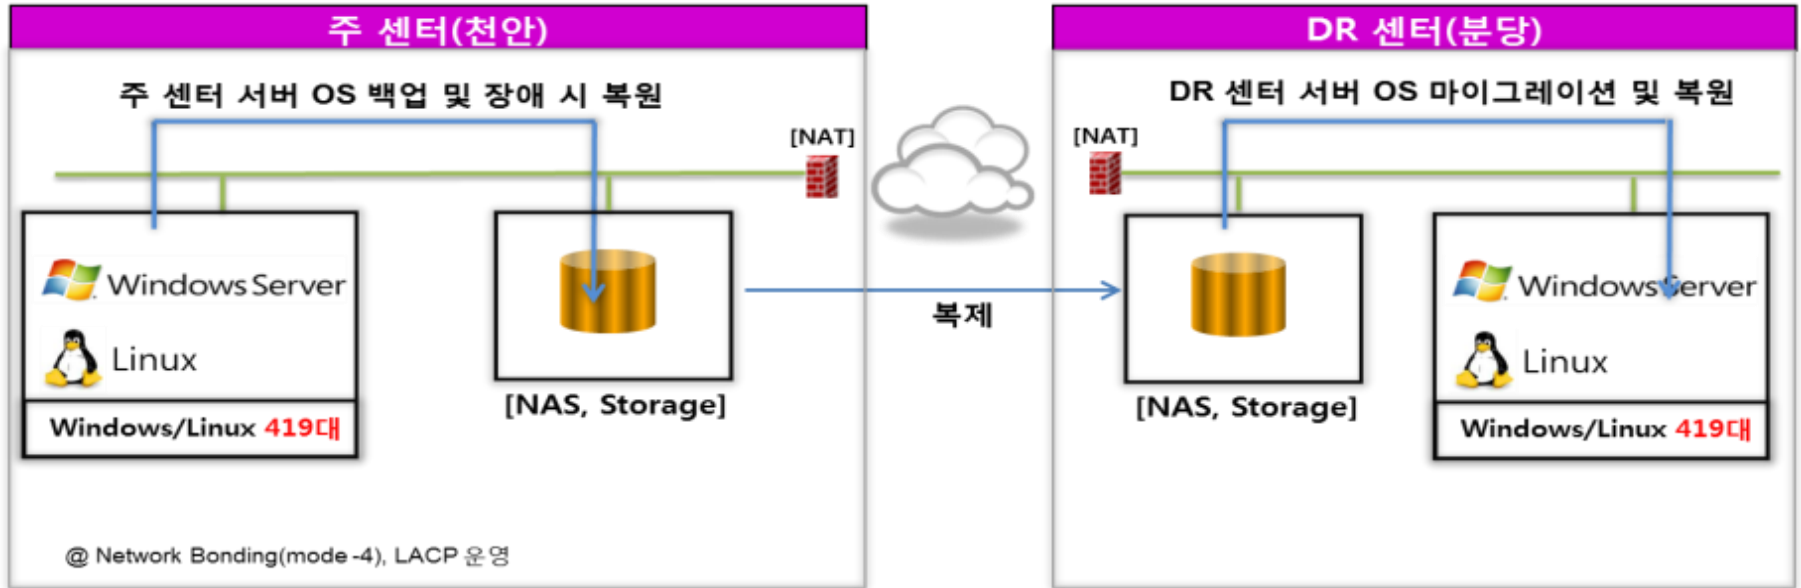 주 센터(천안)
주 센터 서버 OS 백업 및 장애 시 복원
[NAT]
Windows Server
Linux
Windows/Linux 419대
[NAS, Storage]
@ Network Bonding(mode-4), LACP 운영
복제
DR 센터(분당)
DR 센터 서버 OS 마이그레이션 및 복원
[NAT]
[NAS, Storage]
Windows Server
Linux
Windows/Linux 419대